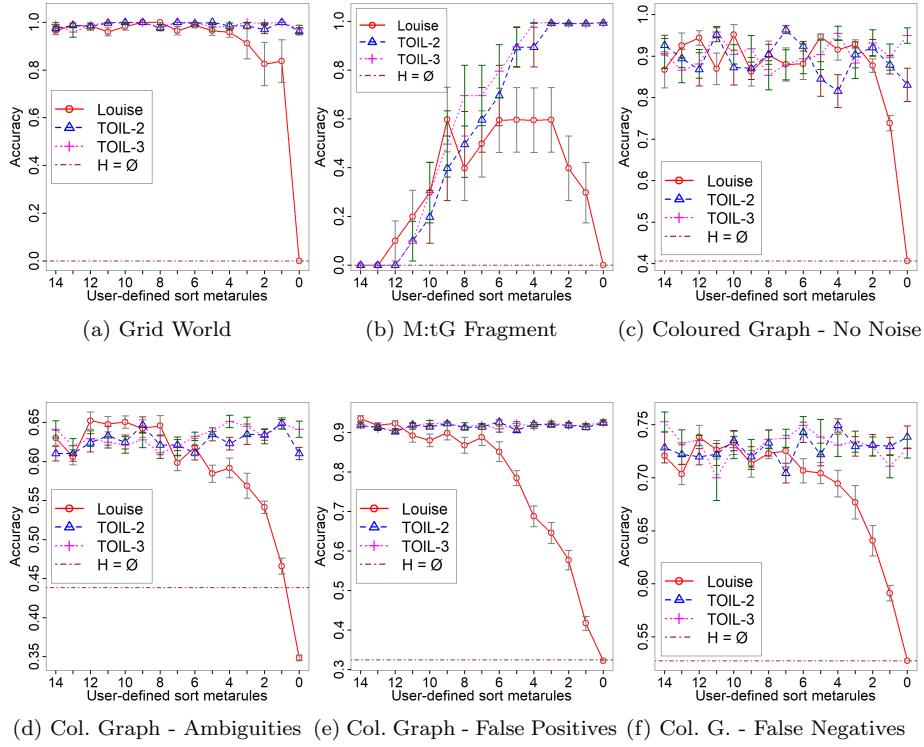 1.0
0.8
0.6
0.4
0.2
0.0
Accuracy
Louise
TOIL-2
TOIL-3
H = Ø
14 12 10 8 6 4 2 0
User-defined sort metarules
(a) Grid World
1.0
0.8
0.6
0.4
0.2
0.0
Accuracy
Louise
TOIL-2
TOIL-3
H = Ø
14 12 10 8 6 4 2 0
User-defined sort metarules
(b) M:tG Fragment
1.0
0.9
0.8
0.7
0.6
0.5
0.4
Accuracy
Louise
TOIL-2
TOIL-3
H = Ø
14 12 10 8 6 4 2 0
User-defined sort metarules
(c) Coloured Graph - No Noise
0.65
0.60
0.55
0.50
0.45
0.40
0.35
Accuracy
Louise
TOIL-2
TOIL-3
H = Ø
14 12 10 8 6 4 2 0
User-defined sort metarules
(d) Col. Graph - Ambiguities
0.9
0.8
0.7
0.6
0.5
0.4
0.3
Accuracy
Louise
TOIL-2
TOIL-3
H = Ø
14 12 10 8 6 4 2 0
User-defined sort metarules
(e) Col. Graph - False Positives
0.75
0.70
0.65
0.60
0.55
Accuracy
Louise
TOIL-2
TOIL-3
H = Ø
14 12 10 8 6 4 2 0
User-defined sort metarules
(f) Col. G. - False Negatives